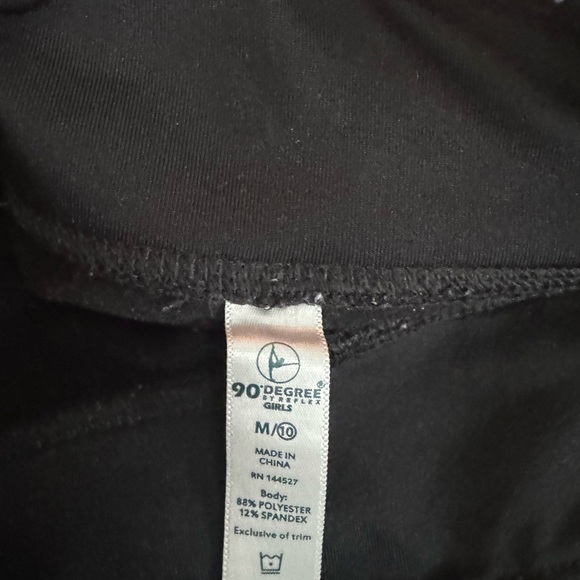 90°DEGREE®
BY REFLEX
GIRLS
M/⑩
MADE IN
CHINA
RN 144527
Body:
88% POLYESTER
12% SPANDEX
Exclusive of trim